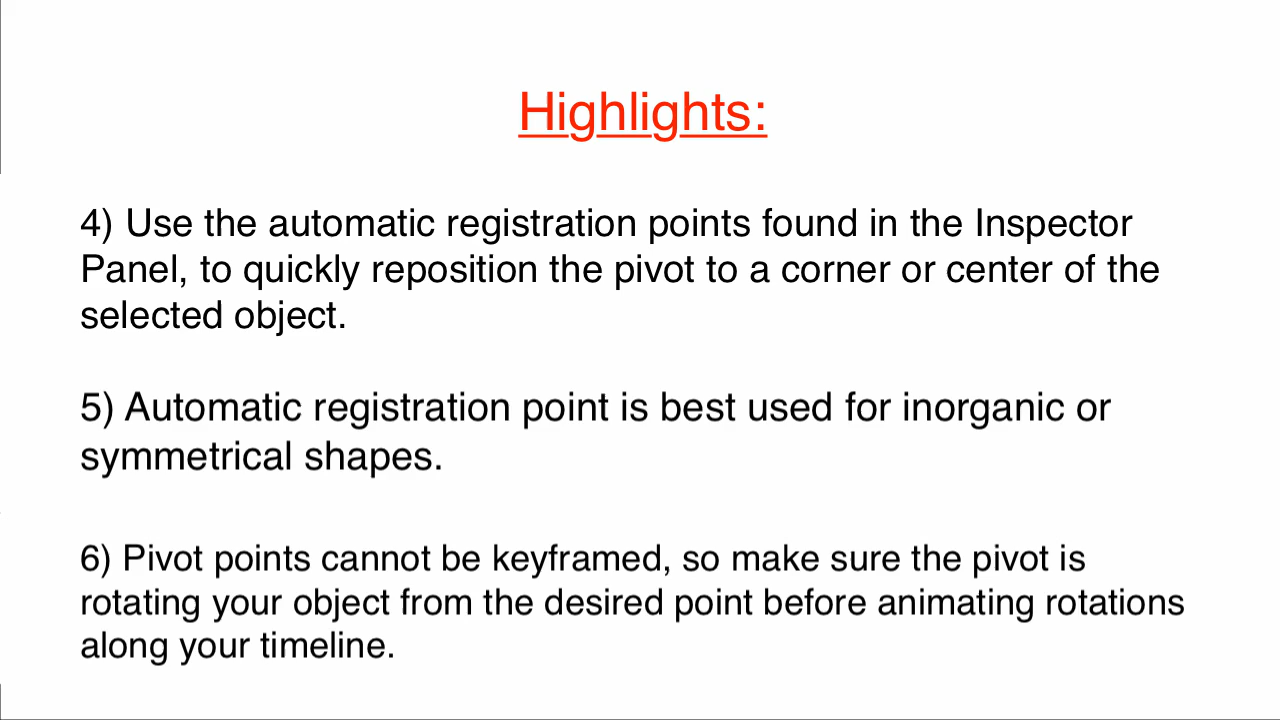 Highlights:
4) Use the automatic registration points found in the Inspector
Panel, to quickly reposition the pivot to a corner or center of the
selected object.
5) Automatic registration point is best used for inorganic or
symmetrical shapes.
6) Pivot points cannot be keyframed, so make sure the pivot is
rotating your object from the desired point before animating rotations
along your timeline.